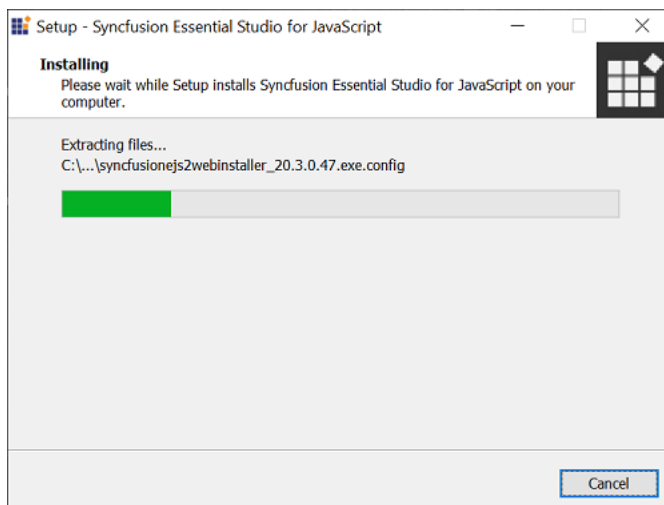 Setup - Syncfusion Essential Studio for JavaScript
Installing
Please wait while Setup installs Syncfusion Essential Studio for JavaScript on your
computer.
Extracting files...
C:\...\syncfusionejs2webinstaller_20.3.0.47.exe.config
Cancel